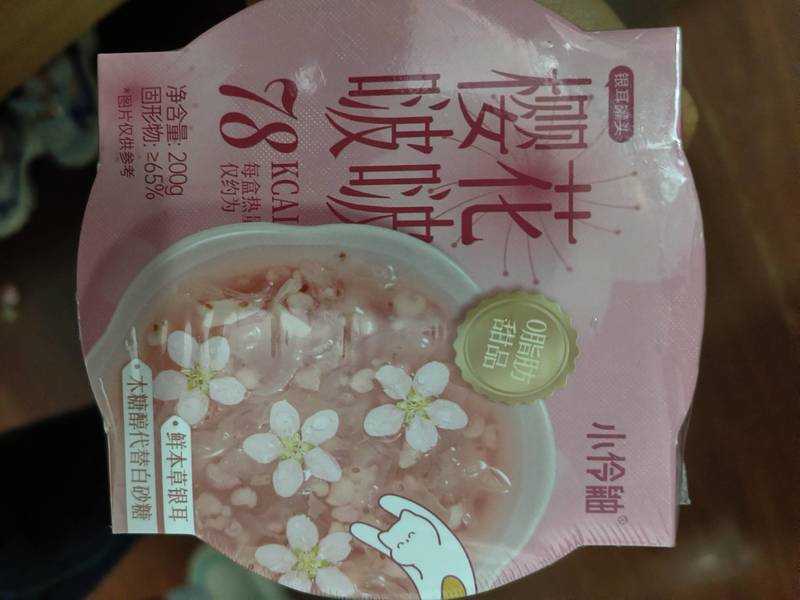 银耳罐头
樱花
啵啵
78 KCAL
每盒热量
仅约为
净含量: 200g
固形物: ≥65%
*图片仅供参考
0脂肪
甜品
小伶鼬®
鲜本草银耳
木糖醇代替白砂糖